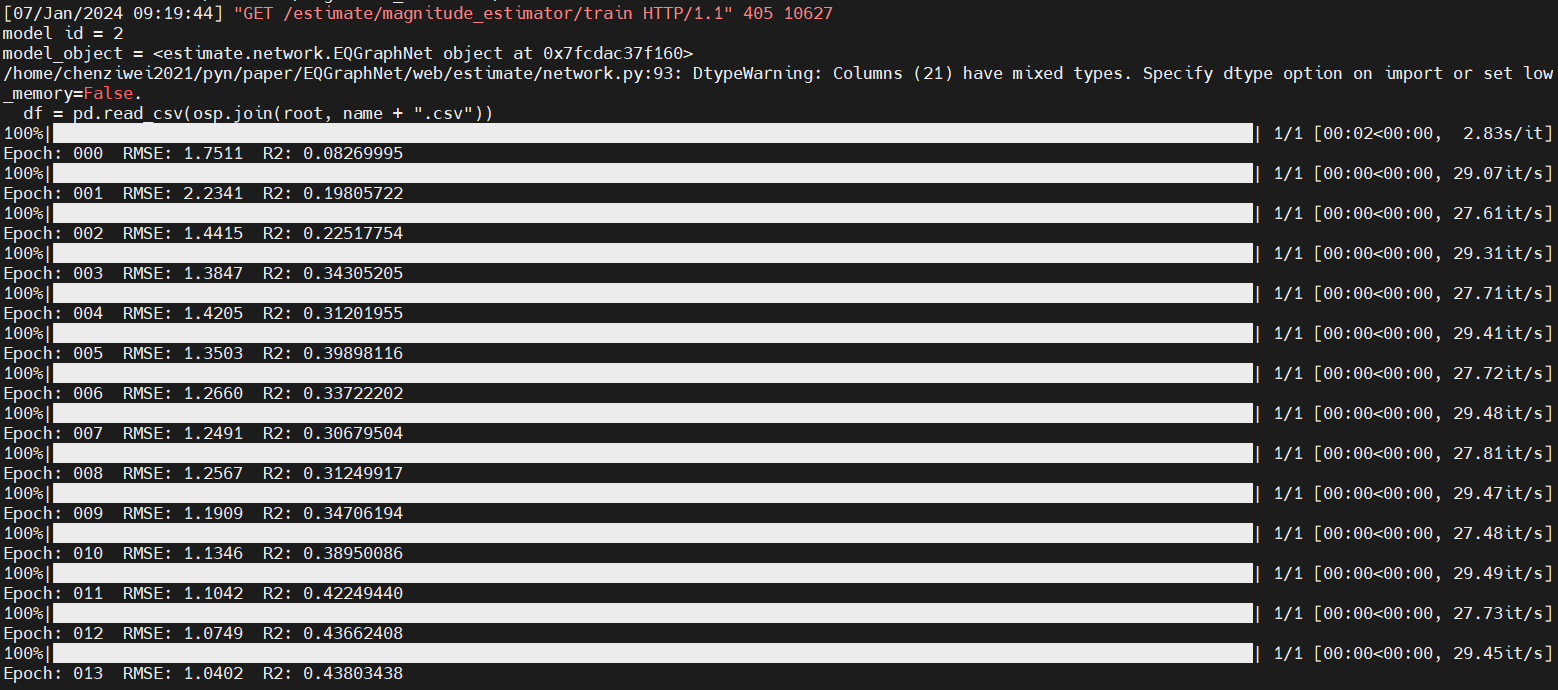 [07/Jan/2024 09:19:44] "GET /estimate/magnitude_estimator/train HTTP/1.1" 405 10627
model id = 2
model_object = <estimate.network.EQGraphNet object at 0x7fcdac37f160>
/home/chenziwei2021/pyn/paper/EQGraphNet/web/estimate/network.py:93: DtypeWarning: Columns (21) have mixed types. Specify dtype option on import or set low
_memory=False.
  df = pd.read_csv(osp.join(root, name + ".csv"))
100%|                                                                                | 1/1 [00:02<00:00,  2.83s/it]
Epoch: 000  RMSE: 1.7511  R2: 0.08269995
100%|                                                                                | 1/1 [00:00<00:00, 29.07it/s]
Epoch: 001  RMSE: 2.2341  R2: 0.19805722
100%|                                                                                | 1/1 [00:00<00:00, 27.61it/s]
Epoch: 002  RMSE: 1.4415  R2: 0.22517754
100%|                                                                                | 1/1 [00:00<00:00, 29.31it/s]
Epoch: 003  RMSE: 1.3847  R2: 0.34305205
100%|                                                                                | 1/1 [00:00<00:00, 27.71it/s]
Epoch: 004  RMSE: 1.4205  R2: 0.31201955
100%|                                                                                | 1/1 [00:00<00:00, 29.41it/s]
Epoch: 005  RMSE: 1.3503  R2: 0.39898116
100%|                                                                                | 1/1 [00:00<00:00, 27.72it/s]
Epoch: 006  RMSE: 1.2660  R2: 0.33722202
100%|                                                                                | 1/1 [00:00<00:00, 29.48it/s]
Epoch: 007  RMSE: 1.2491  R2: 0.30679504
100%|                                                                                | 1/1 [00:00<00:00, 27.81it/s]
Epoch: 008  RMSE: 1.2567  R2: 0.31249917
100%|                                                                                | 1/1 [00:00<00:00, 29.47it/s]
Epoch: 009  RMSE: 1.1909  R2: 0.34706194
100%|                                                                                | 1/1 [00:00<00:00, 27.48it/s]
Epoch: 010  RMSE: 1.1346  R2: 0.38950086
100%|                                                                                | 1/1 [00:00<00:00, 29.49it/s]
Epoch: 011  RMSE: 1.1042  R2: 0.42249440
100%|                                                                                | 1/1 [00:00<00:00, 27.73it/s]
Epoch: 012  RMSE: 1.0749  R2: 0.43662408
100%|                                                                                | 1/1 [00:00<00:00, 29.45it/s]
Epoch: 013  RMSE: 1.0402  R2: 0.43803438